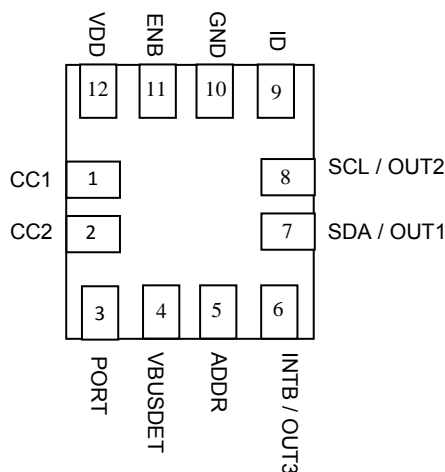 VDD ENB GND ID
12 11 10 9
CC1 1 8 SCL / OUT2
CC2 2 7 SDA / OUT1
3 4 5 6
PORT VBUSDET ADDR INTB / OUT3